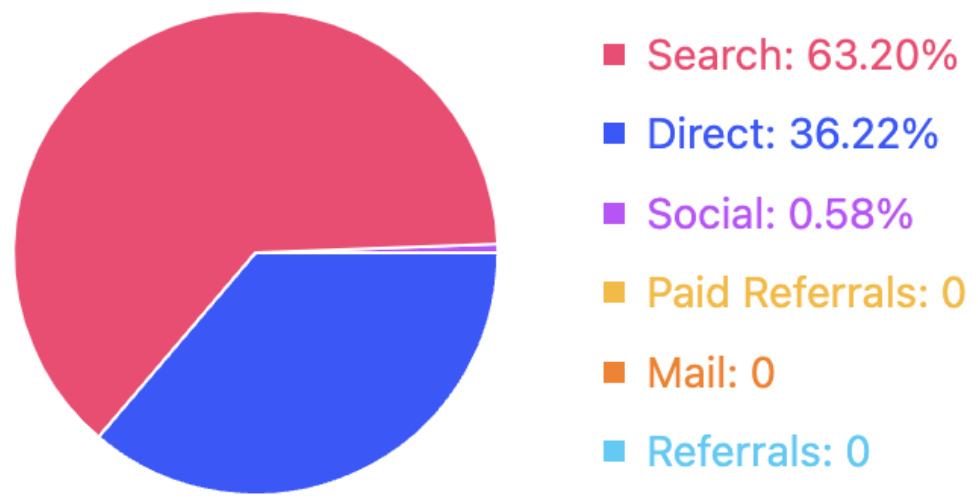 Search: 63.20%
Direct: 36.22%
Social: 0.58%
Paid Referrals: 0
Mail: 0
Referrals: 0